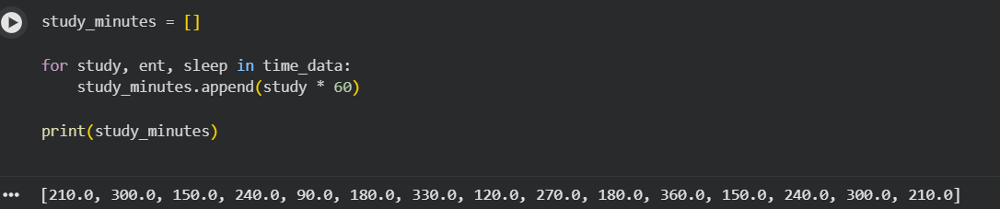 study_minutes = []
for study, ent, sleep in time_data:
    study_minutes.append(study * 60)
print(study_minutes)
[210.0, 300.0, 150.0, 240.0, 90.0, 180.0, 330.0, 120.0, 270.0, 180.0, 360.0, 150.0, 240.0, 300.0, 210.0]